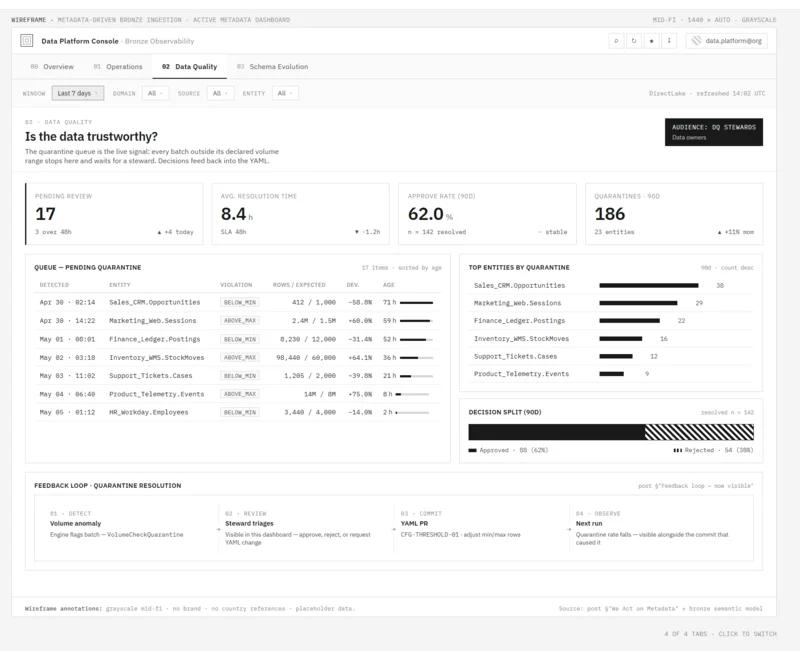 WIREFRAME · METADATA-DRIVEN BRONZE INGESTION · ACTIVE METADATA DASHBOARD
MID-FI · 1440 × AUTO · GRAYSCALE
Data Platform Console · Bronze Observability
data.platform@org
00 Overview
01 Operations
02 Data Quality
03 Schema Evolution
WINDOW Last 7 days
DOMAIN All
SOURCE All
ENTITY All
DirectLake · refreshed 14:02 UTC
02 · DATA QUALITY
Is the data trustworthy?
The quarantine queue is the live signal: every batch outside its declared volume
range stops here and waits for a steward. Decisions feed back into the YAML.
AUDIENCE: DQ STEWARDS
Data owners
PENDING REVIEW
17
3 over 48h ▲ +4 today
AVG. RESOLUTION TIME
8.4 h
SLA 48h ▼ -1.2h
APPROVE RATE (90D)
62.0 %
n = 142 resolved — stable
QUARANTINES · 90D
186
23 entities ▲ +11% mom
QUEUE — PENDING QUARANTINE
17 items · sorted by age
DETECTED ENTITY VIOLATION ROWS / EXPECTED DEV. AGE
Apr 30 · 02:14 Sales_CRM.Opportunities BELOW_MIN 412 / 1,000 −58.8% 71h
Apr 30 · 14:22 Marketing_Web.Sessions ABOVE_MAX 2.4M / 1.5M +60.0% 59h
May 01 · 08:01 Finance_Ledger.Postings BELOW_MIN 8,230 / 12,000 −31.4% 52h
May 02 · 03:18 Inventory_WMS.StockMoves ABOVE_MAX 98,440 / 60,000 +64.1% 36h
May 03 · 11:02 Support_Tickets.Cases BELOW_MIN 1,205 / 2,000 −39.8% 21h
May 04 · 06:40 Product_Telemetry.Events ABOVE_MAX 14M / 8M +75.0% 8h
May 05 · 01:12 HR_Workday.Employees BELOW_MIN 3,440 / 4,000 −14.0% 2h
TOP ENTITIES BY QUARANTINE
90d · count desc
Sales_CRM.Opportunities 38
Marketing_Web.Sessions 29
Finance_Ledger.Postings 22
Inventory_WMS.StockMoves 16
Support_Tickets.Cases 12
Product_Telemetry.Events 9
DECISION SPLIT (90D)
resolved n = 142
Approved · 88 (62%)
Rejected · 54 (38%)
FEEDBACK LOOP · QUARANTINE RESOLUTION
post §"Feedback loop — now visible"
01 · DETECT
Volume anomaly
Engine flags batch — VolumeCheckQuarantine
02 · REVIEW
Steward triages
Visible in this dashboard — approve, reject, or request
YAML change
03 · COMMIT
YAML PR
CFG-THRESHOLD-01 · adjust min/max rows
04 · OBSERVE
Next run
Quarantine rate falls — visible alongside the commit that
caused it
Wireframe annotations: grayscale mid-fi · no brand · no country references · placeholder data.
Source: post §"We Act on Metadata" + bronze semantic model
4 OF 4 TABS · CLICK TO SWITCH